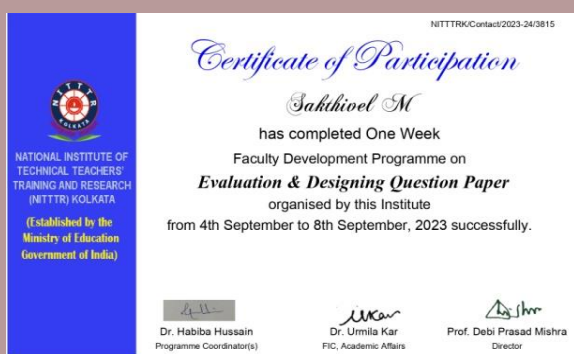 NITTTRK/Contact/2023-24/3815
Certificate of Participation
Sakthivel M
has completed One Week
Faculty Development Programme on
Evaluation & Designing Question Paper
organised by this Institute
from 4th September to 8th September, 2023 successfully.
NITTTR
KOLKATA
NATIONAL INSTITUTE OF
TECHNICAL TEACHERS'
TRAINING AND RESEARCH
(NITTTR) KOLKATA
(Established by the
Ministry of Education
Government of India)
Dr. Habiba Hussain
Programme Coordinator(s)
Dr. Urmila Kar
FIC, Academic Affairs
Prof. Debi Prasad Mishra
Director